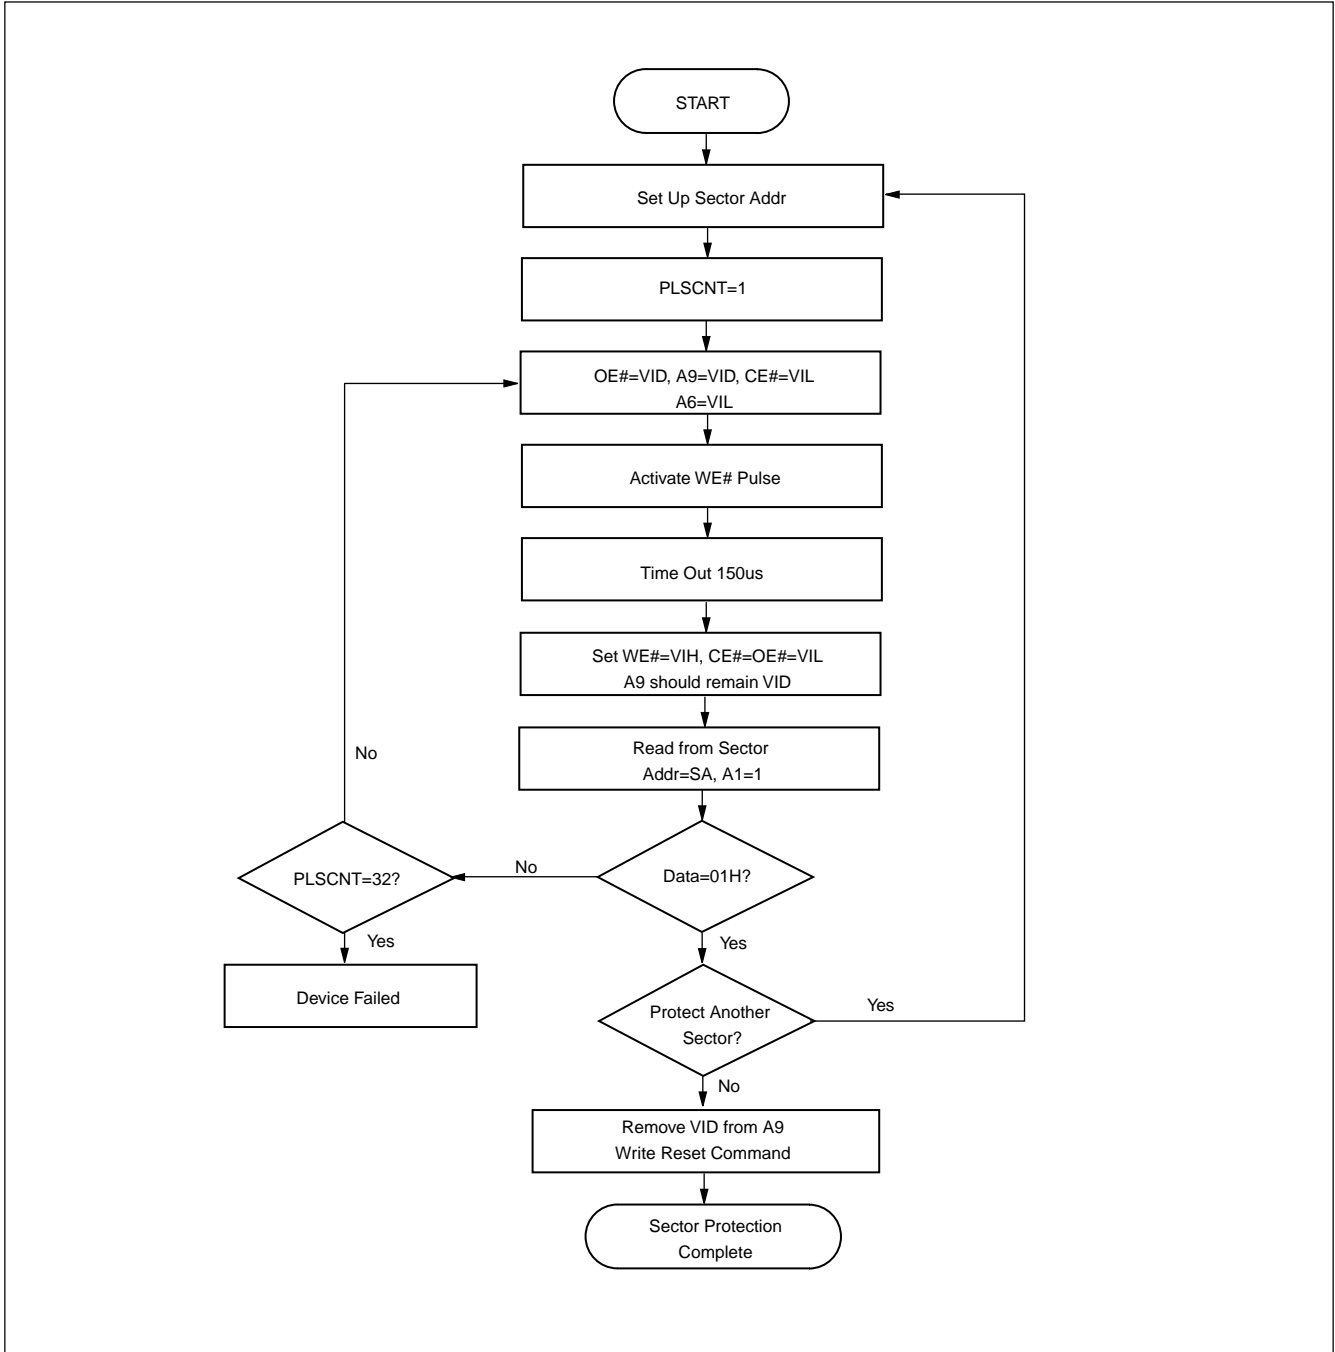 START
Set Up Sector Addr
PLSCNT=1
OE#=VID, A9=VID, CE#=VIL
A6=VIL
Activate WE# Pulse
Time Out 150us
Set WE#=VIH, CE#=OE#=VIL
A9 should remain VID
Read from Sector
Addr=SA, A1=1
No
PLSCNT=32?
No
Data=01H?
Yes
Device Failed
Yes
Protect Another
Sector?
Yes
No
Remove VID from A9
Write Reset Command
Sector Protection
Complete